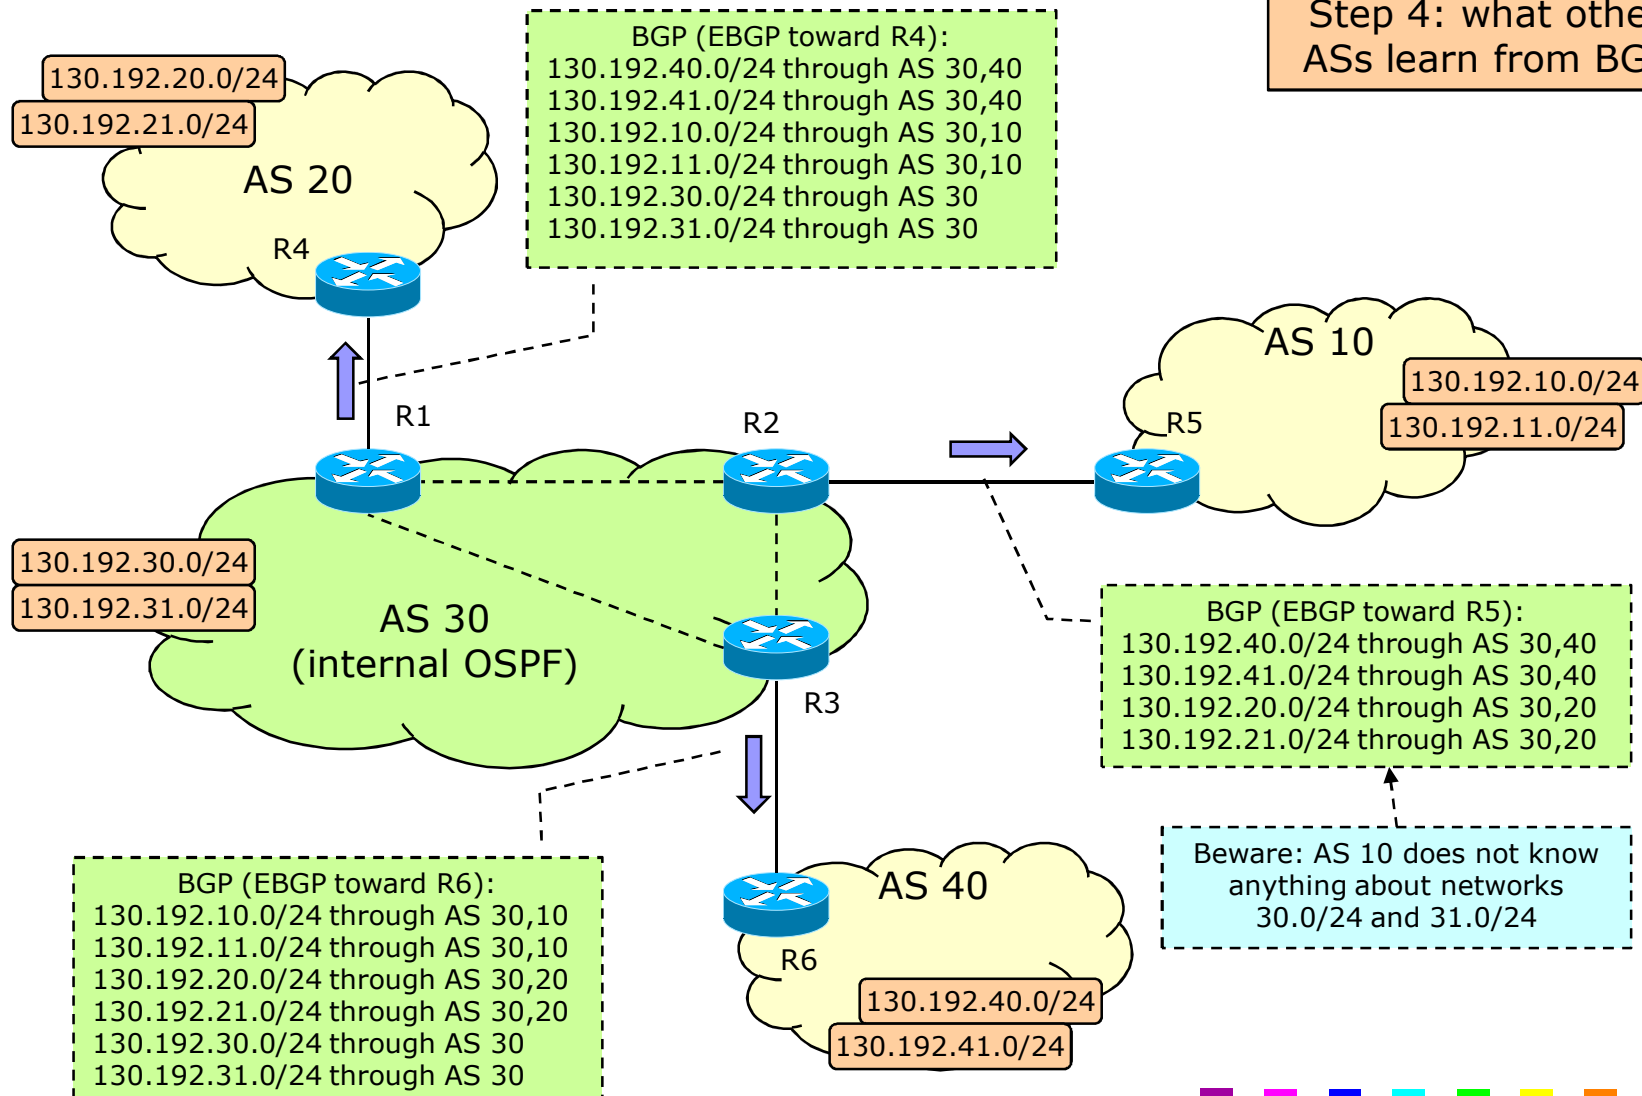 Step 4: what othe
ASs learn from BG
130.192.20.0/24
130.192.21.0/24
AS 20
R4
BGP (EBGP toward R4):
130.192.40.0/24 through AS 30,40
130.192.41.0/24 through AS 30,40
130.192.10.0/24 through AS 30,10
130.192.11.0/24 through AS 30,10
130.192.30.0/24 through AS 30
130.192.31.0/24 through AS 30
AS 10
130.192.10.0/24
130.192.11.0/24
R5
R1
R2
130.192.30.0/24
130.192.31.0/24
AS 30
(internal OSPF)
R3
BGP (EBGP toward R5):
130.192.40.0/24 through AS 30,40
130.192.41.0/24 through AS 30,40
130.192.20.0/24 through AS 30,20
130.192.21.0/24 through AS 30,20
Beware: AS 10 does not know
anything about networks
30.0/24 and 31.0/24
BGP (EBGP toward R6):
130.192.10.0/24 through AS 30,10
130.192.11.0/24 through AS 30,10
130.192.20.0/24 through AS 30,20
130.192.21.0/24 through AS 30,20
130.192.30.0/24 through AS 30
130.192.31.0/24 through AS 30
AS 40
R6
130.192.40.0/24
130.192.41.0/24